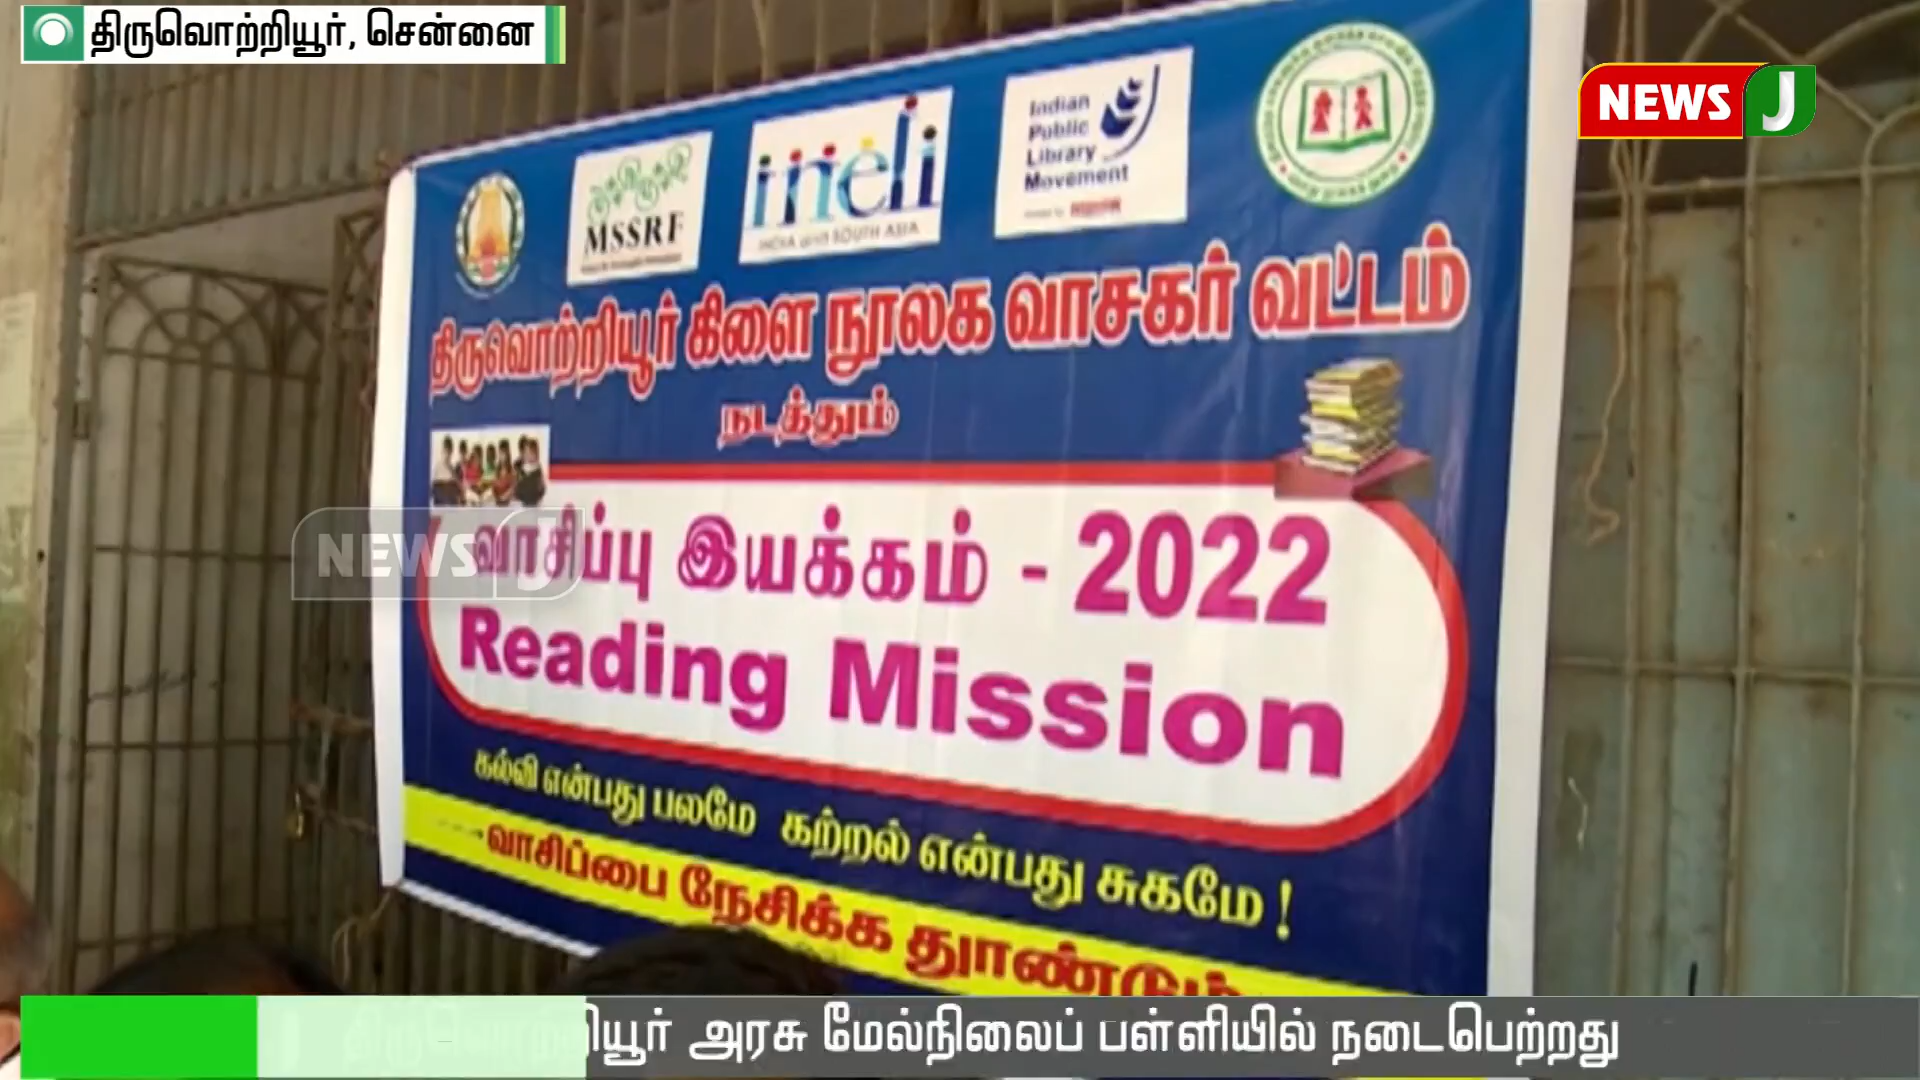 திருவொற்றியூர், சென்னை
NEWS J
MSSRF
ineli
INDIA and SOUTH ASIA
Indian
Public
Library
Movement
திருவொற்றியூர் கிளை நூலக வாசகர் வட்டம்
நடத்தும்
வாசிப்பு இயக்கம் - 2022
NEWS J
Reading Mission
கல்வி என்பது பலமே கற்றல் என்பது சுகமே !
வாசிப்பை நேசிக்க தூண்டும்
திருவொற்றியூர் அரசு மேல்நிலைப் பள்ளியில் நடைபெற்றது